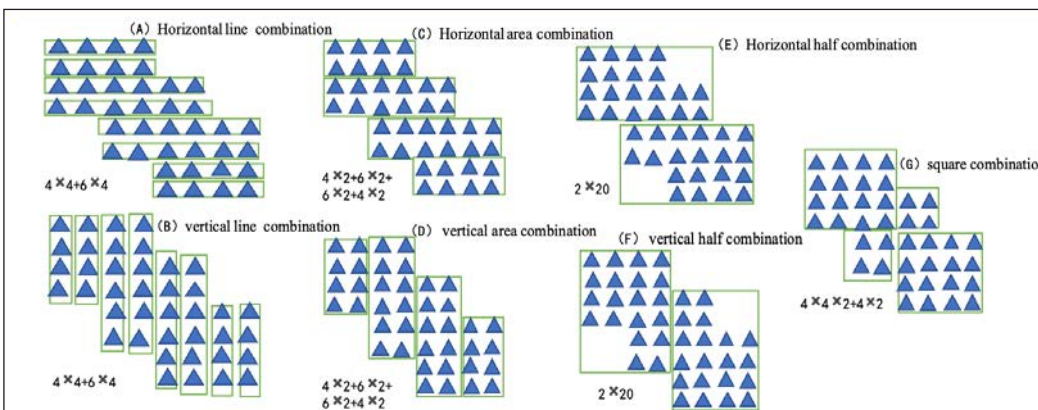 (A) Horizontal line combination
4×4+6×4
(B) vertical line combination
4×4+6×4
(C) Horizontal area combination
4×2+6×2+
6×2+4×2
(D) vertical area combination
4×2+6×2+
6×2+4×2
(E) Horizontal half combination
2×20
(F) vertical half combination
2×20
(G) square combination
4×4×2+4×2